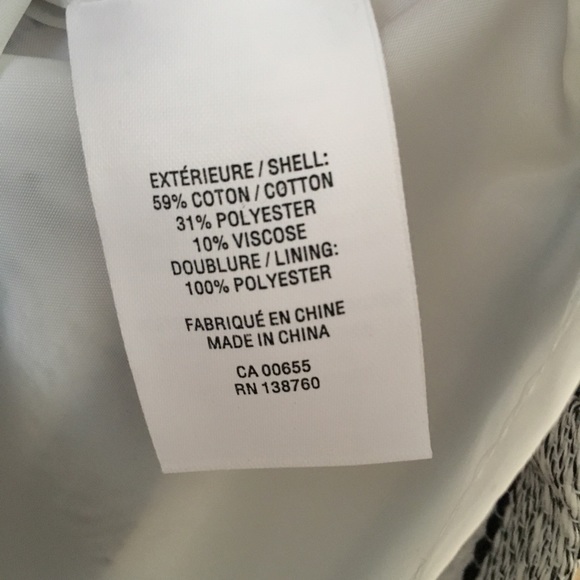 EXTÉRIEURE / SHELL:
59% COTON / COTTON
31% POLYESTER
10% VISCOSE
DOUBLURE / LINING:
100% POLYESTER
FABRIQUÉ EN CHINE
MADE IN CHINA
CA 00655
RN 138760